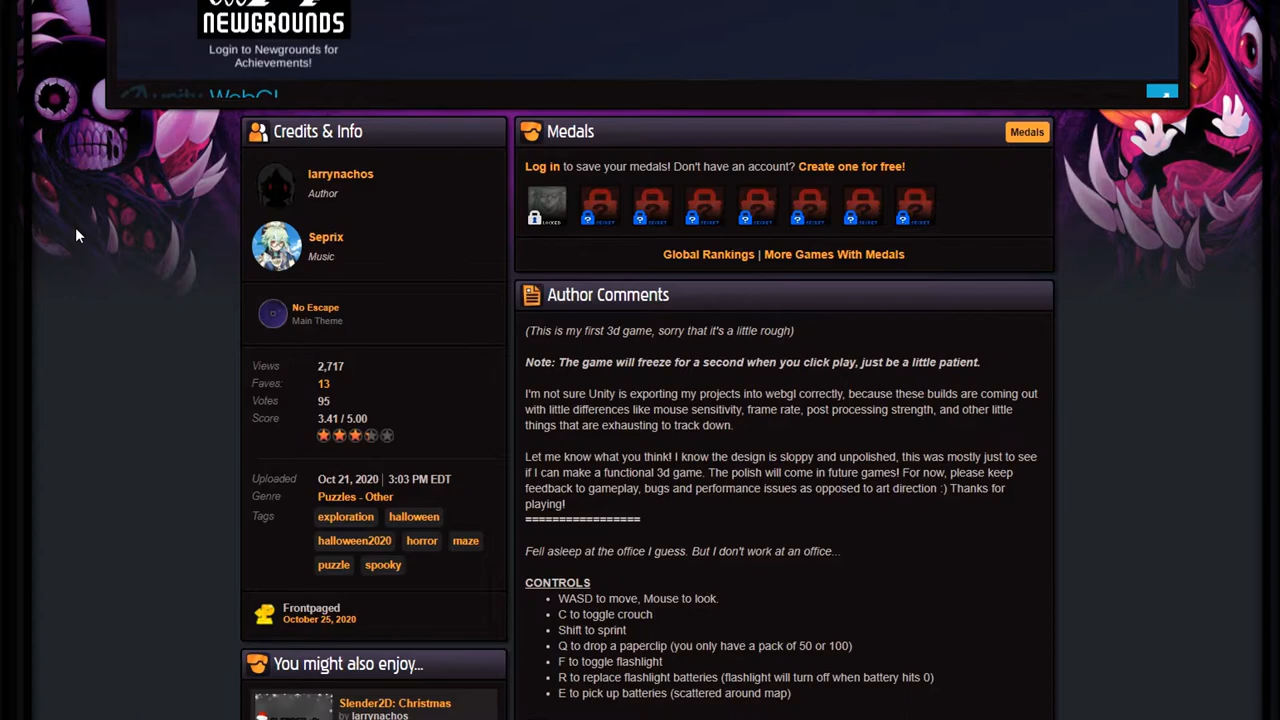 NEWGROUNDS
Login to Newgrounds for
Achievements!
Credits & Info
larrynachos
Author
Seprix
Music
No Escape
Main Theme
Views 2,717
Faves: 13
Votes 95
Score 3.41 / 5.00
Uploaded Oct 21, 2020 | 3:03 PM EDT
Genre Puzzles - Other
Tags exploration halloween
halloween2020 horror maze
puzzle spooky
Frontpaged
October 25, 2020
You might also enjoy...
Slender2D: Christmas
by larrynachos
Medals
Medals
Log in to save your medals! Don't have an account? Create one for free!
LOCKED
SECRET SECRET SECRET SECRET SECRET SECRET SECRET
Global Rankings | More Games With Medals
Author Comments
(This is my first 3d game, sorry that it's a little rough)
Note: The game will freeze for a second when you click play, just be a little patient.
I'm not sure Unity is exporting my projects into webgl correctly, because these builds are coming out
with little differences like mouse sensitivity, frame rate, post processing strength, and other little
things that are exhausting to track down.
Let me know what you think! I know the design is sloppy and unpolished, this was mostly just to see
if I can make a functional 3d game. The polish will come in future games! For now, please keep
feedback to gameplay, bugs and performance issues as opposed to art direction :) Thanks for
playing!
=================
Fell asleep at the office I guess. But I don't work at an office...
CONTROLS
• WASD to move, Mouse to look.
• C to toggle crouch
• Shift to sprint
• Q to drop a paperclip (you only have a pack of 50 or 100)
• F to toggle flashlight
• R to replace flashlight batteries (flashlight will turn off when battery hits 0)
• E to pick up batteries (scattered around map)